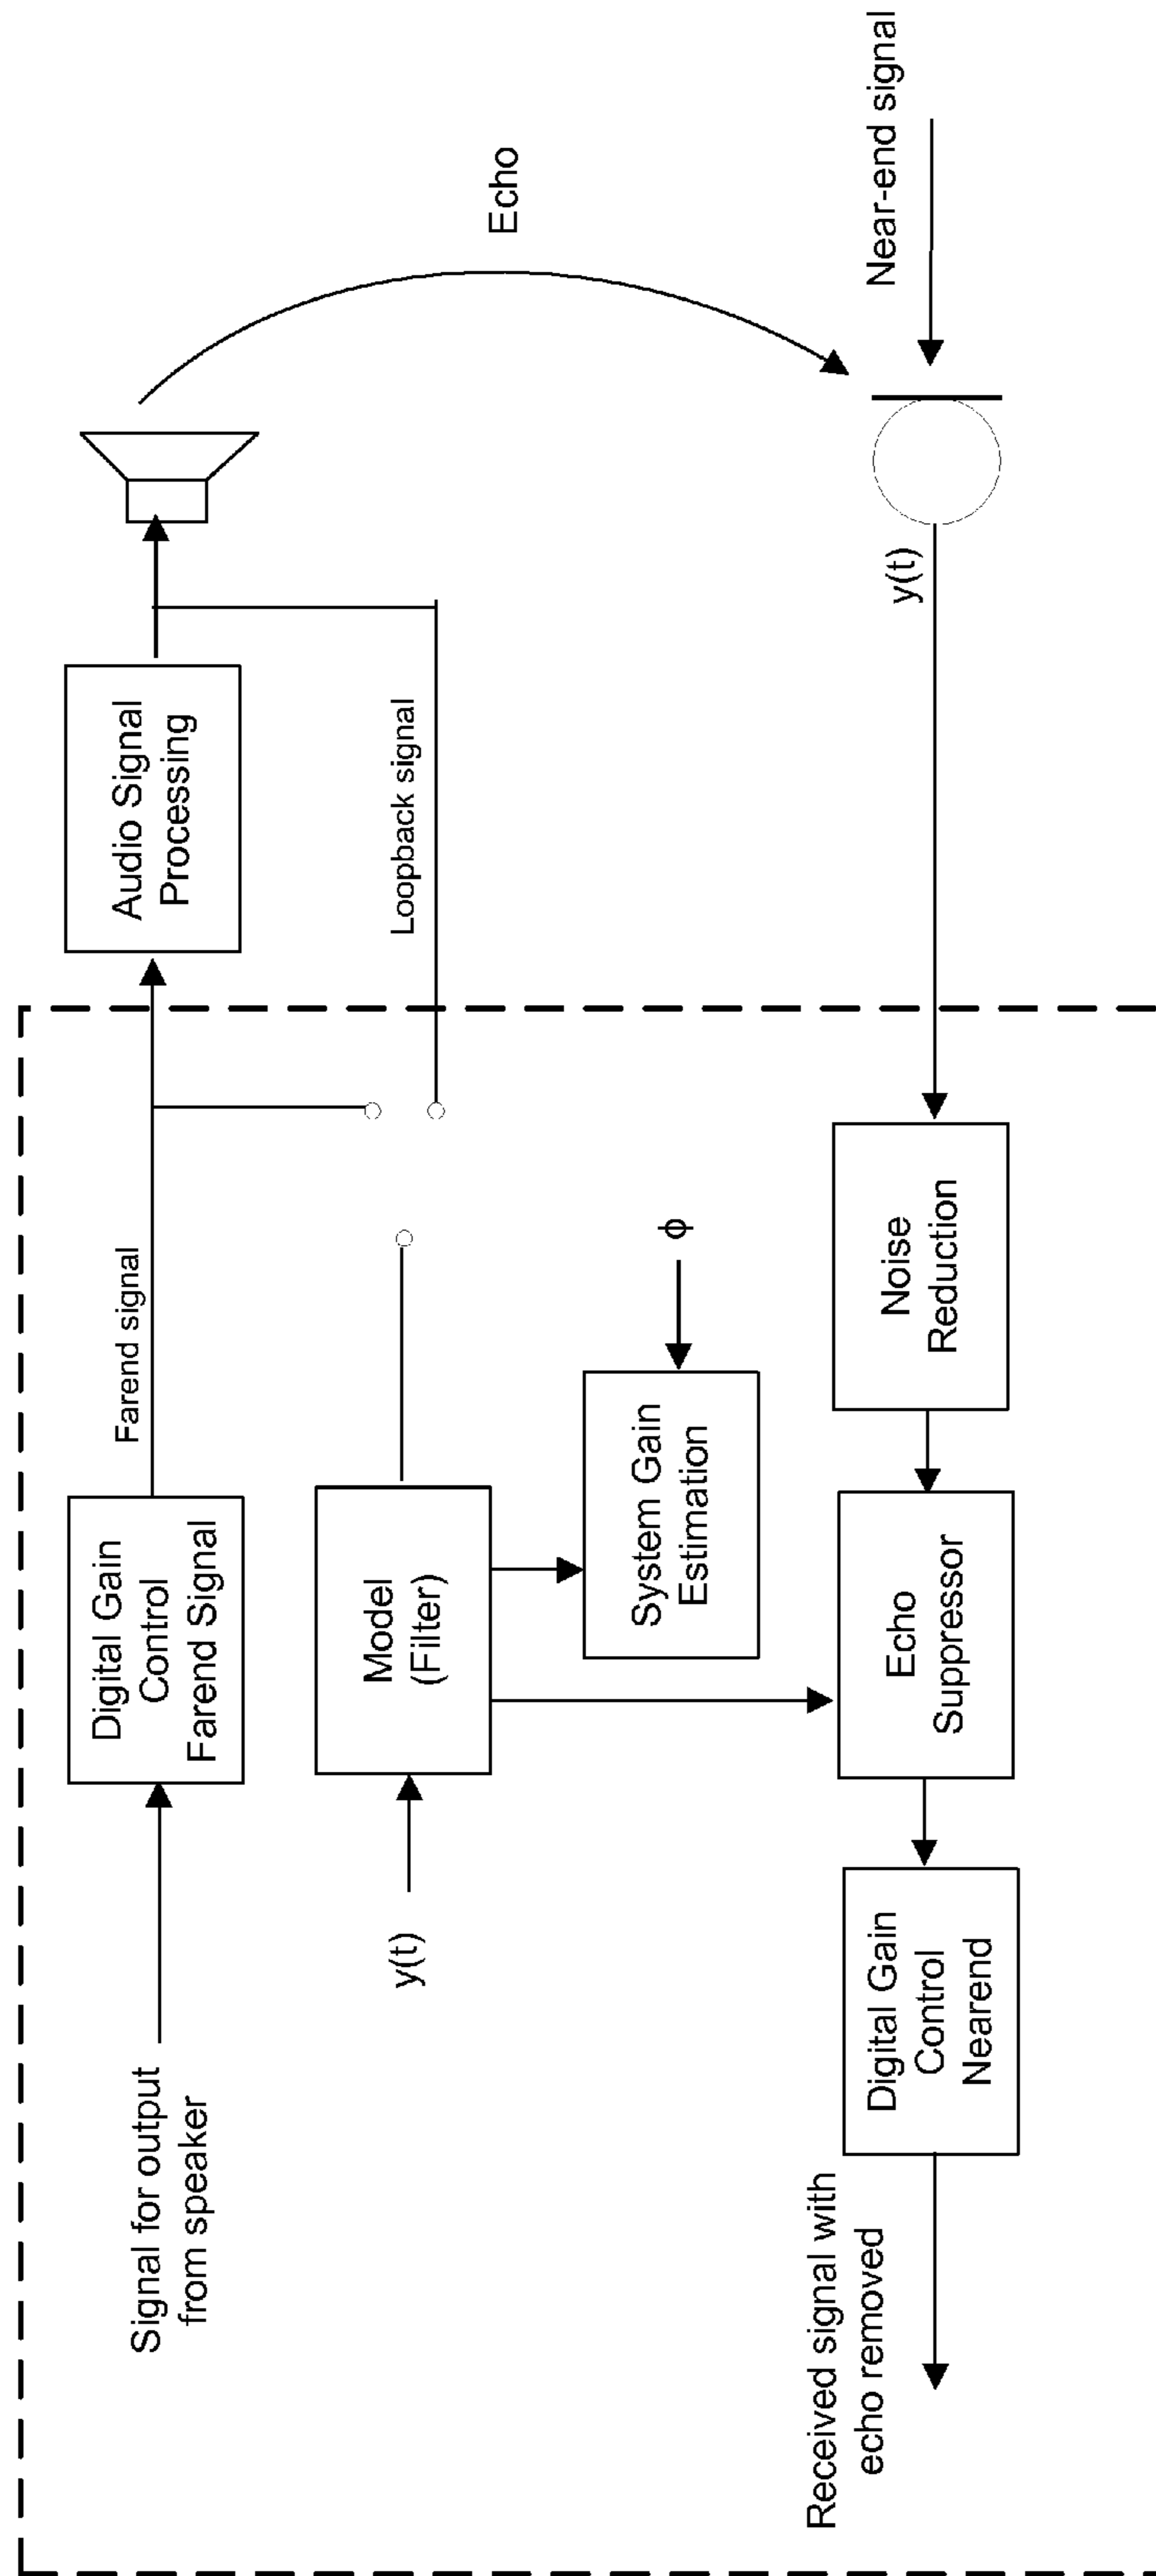 Signal for output
from speaker
Digital Gain
Control
Farend Signal
Farend signal
Audio Signal
Processing
Echo
Loopback signal
y(t)
Model
(Filter)
System Gain
Estimation
ϕ
Near-end signal
y(t)
Noise
Reduction
Echo
Suppressor
Digital Gain
Control
Nearend
Received signal with
echo removed